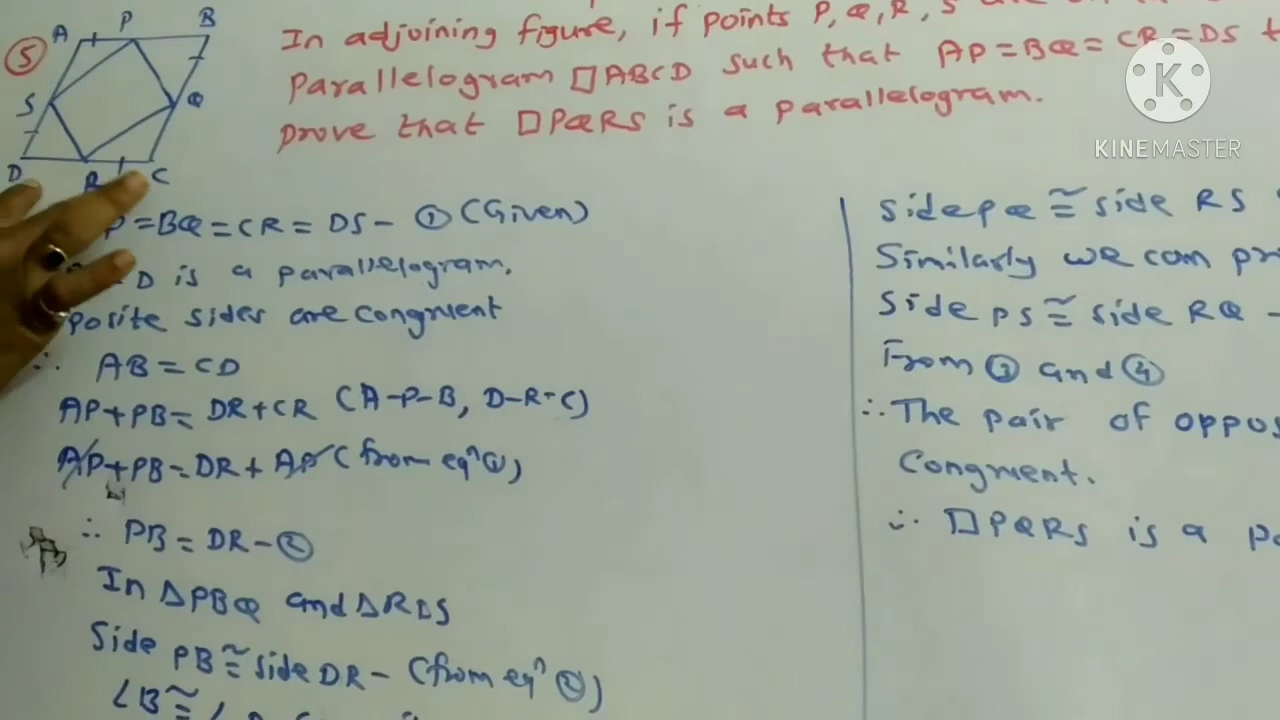 5
A P B
S Q
D R C
In adjoining figure, if points P, Q, R, S are on
parallelogram □ABCD such that AP=BQ=CR=DS
prove that □PQRS is a parallelogram.
K
KINEMASTER
P=BQ=CR=DS- ① (Given)
D is a parallelogram.
posite sides are congruent
∴ AB=CD
AP+PB=DR+CR (A-P-B, D-R-C)
AP+PB=DR+AP (from eqn ①)
∴ PB=DR-②
In ΔPBQ and ΔRDS
Side PB≅side DR- (from eqn ②)
∠B≅∠
side PQ ≅ side RS
Similarly we can pr
Side PS≅ side RQ -
From ③ and ④
∴ The pair of oppos
Congruent.
∴ □PQRS is a pa